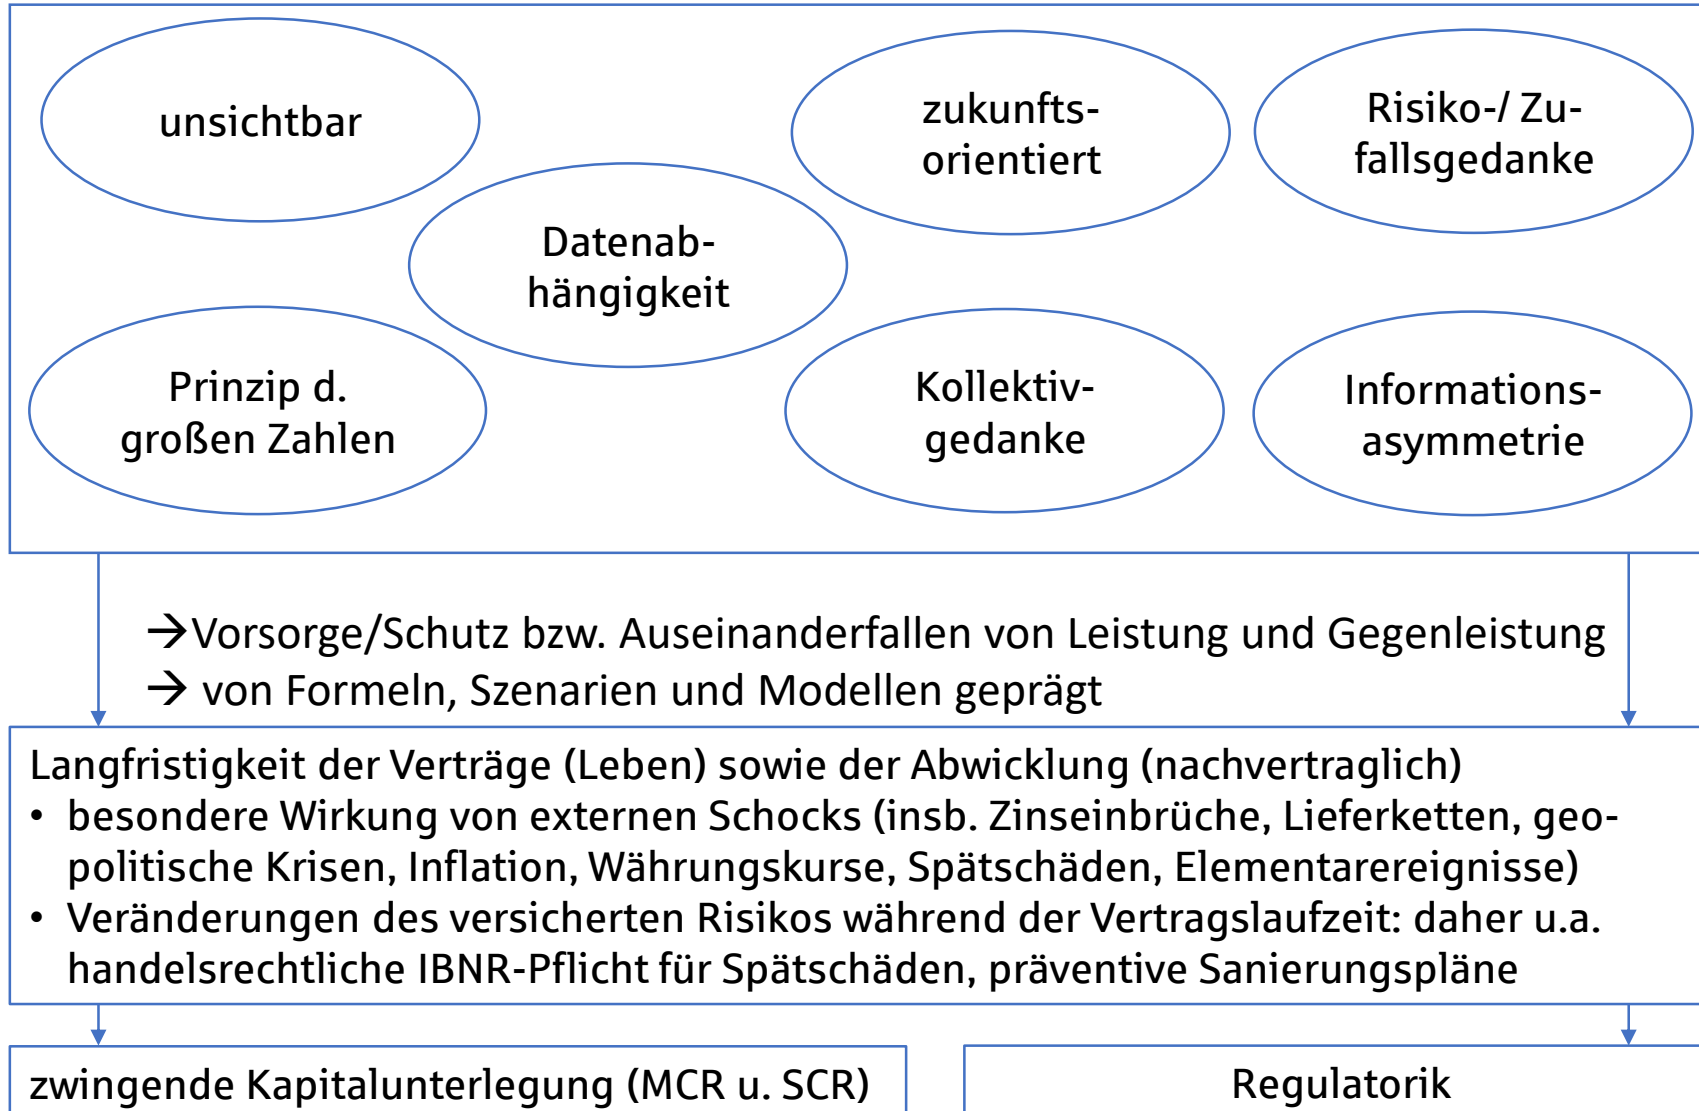 unsichtbar
zukunfts-
orientiert
Risiko-/ Zu-
fallsgedanke
Datenab-
hängigkeit
Prinzip d.
großen Zahlen
Kollektiv-
gedanke
Informations-
asymmetrie
→Vorsorge/Schutz bzw. Auseinanderfallen von Leistung und Gegenleistung
→ von Formeln, Szenarien und Modellen geprägt
Langfristigkeit der Verträge (Leben) sowie der Abwicklung (nachvertraglich)
• besondere Wirkung von externen Schocks (insb. Zinseinbrüche, Lieferketten, geo-
politische Krisen, Inflation, Währungskurse, Spätschäden, Elementarereignisse)
• Veränderungen des versicherten Risikos während der Vertragslaufzeit: daher u.a.
handelsrechtliche IBNR-Pflicht für Spätschäden, präventive Sanierungspläne
zwingende Kapitalunterlegung (MCR u. SCR)
Regulatorik